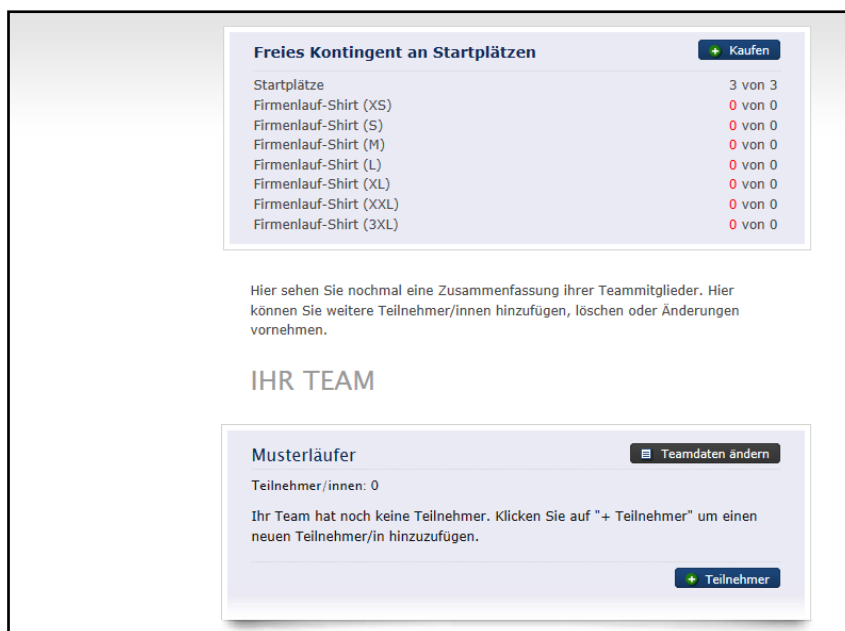 Freies Kontingent an Startplätzen
Kaufen
Startplätze 3 von 3
Firmenlauf-Shirt (XS) 0 von 0
Firmenlauf-Shirt (S) 0 von 0
Firmenlauf-Shirt (M) 0 von 0
Firmenlauf-Shirt (L) 0 von 0
Firmenlauf-Shirt (XL) 0 von 0
Firmenlauf-Shirt (XXL) 0 von 0
Firmenlauf-Shirt (3XL) 0 von 0
Hier sehen Sie nochmal eine Zusammenfassung ihrer Teammitglieder. Hier
können Sie weitere Teilnehmer/innen hinzufügen, löschen oder Änderungen
vornehmen.
IHR TEAM
Musterläufer
Teamdaten ändern
Teilnehmer/innen: 0
Ihr Team hat noch keine Teilnehmer. Klicken Sie auf "+ Teilnehmer" um einen
neuen Teilnehmer/in hinzuzufügen.
Teilnehmer